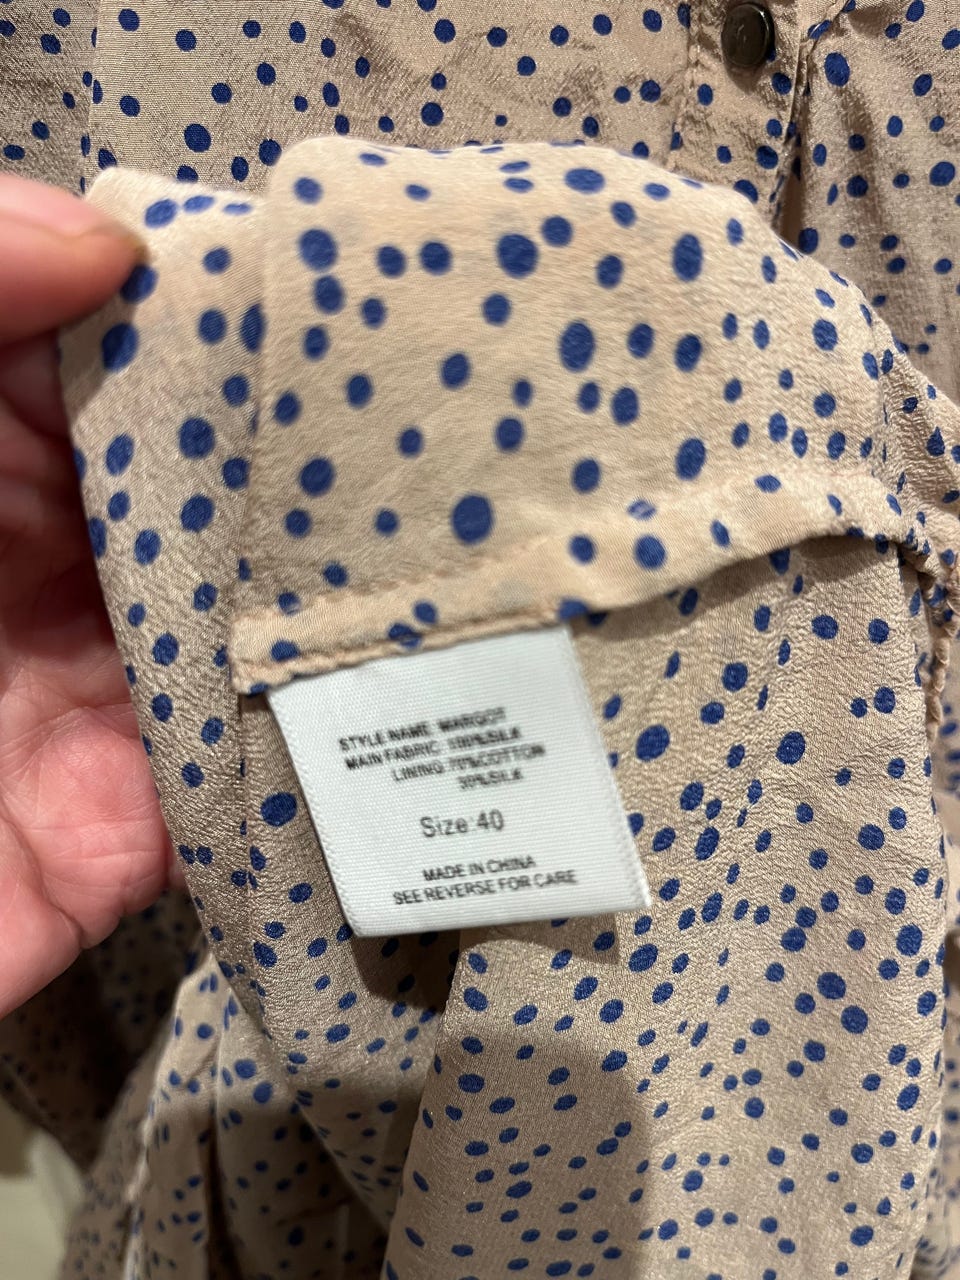 STYLE NAME: MARGOT
MAIN FABRIC: 100%SILK
LINING:70%COTTON
30%SILK
Size:40
MADE IN CHINA
SEE REVERSE FOR CARE